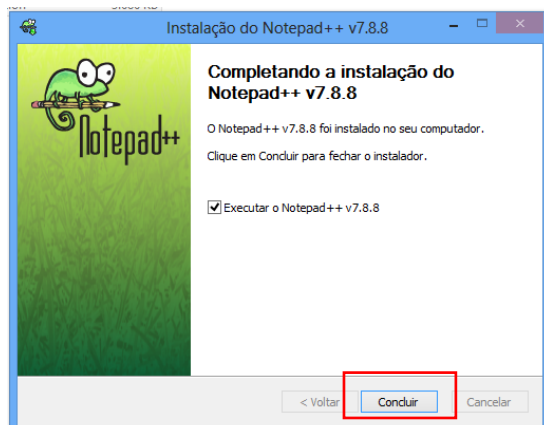 Instalação do Notepad++ v7.8.8
Notepad++
Completando a instalação do
Notepad++ v7.8.8
O Notepad++ v7.8.8 foi instalado no seu computador.
Clique em Concluir para fechar o instalador.
Executar o Notepad++ v7.8.8
< Voltar
Concluir
Cancelar